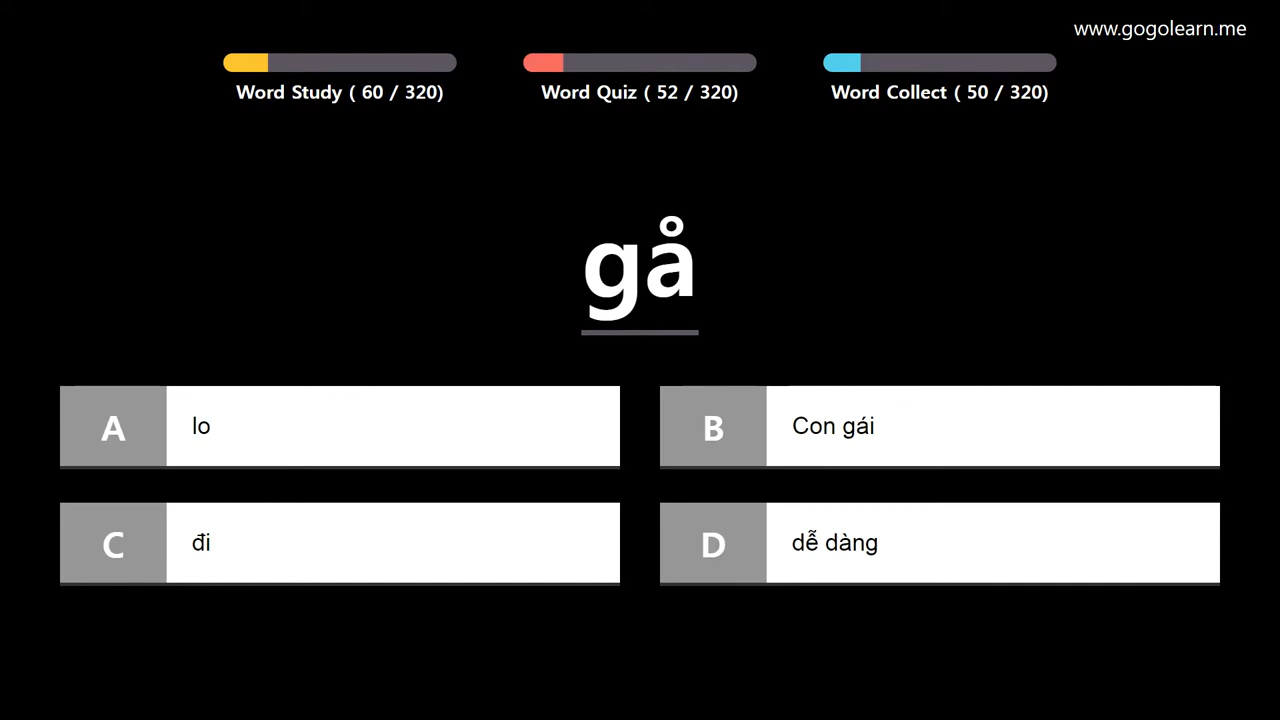 www.gogolearn.me
Word Study ( 60 / 320)
Word Quiz ( 52 / 320)
Word Collect ( 50 / 320)
gå
A lo
B Con gái
C đi
D dễ dàng